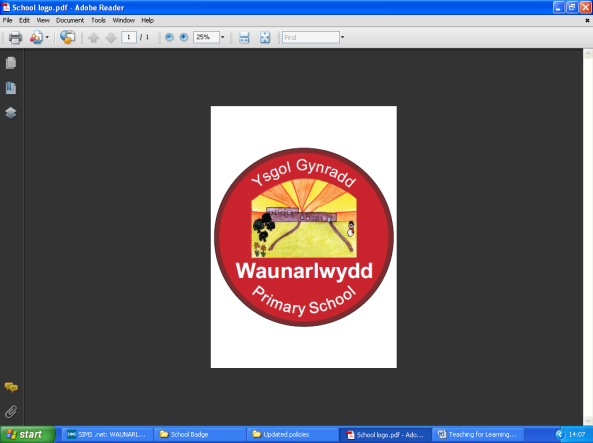 School logo.pdf - Adobe Reader
File Edit View Document Tools Window Help
1 / 1 25% Find
Ysgol Gynradd
Waunarlwydd
Primary School
start SIMS .net: WAUNARL... School Badge Updated policies School logo.pdf - Ado... Teaching for Learning... 14:07